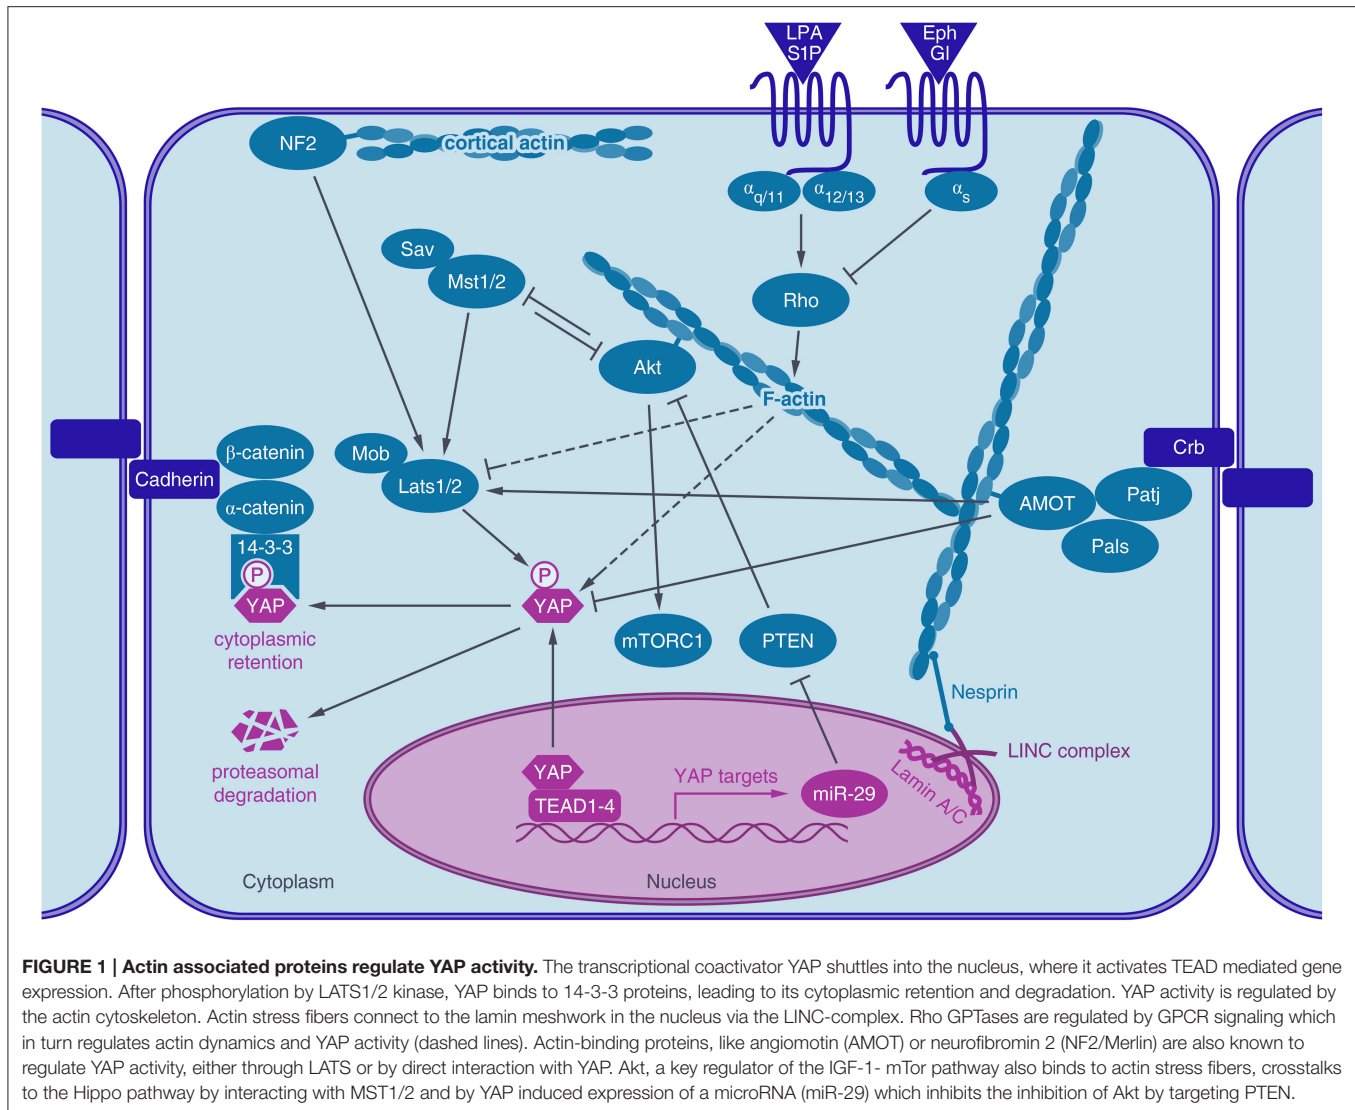 LPA
S1P
Eph
GI
NF2
cortical actin
αq/11
α12/13
αs
Sav
Mst1/2
Rho
Akt
F-actin
β-catenin
Mob
Crb
Cadherin
Lats1/2
α-catenin
AMOT
Patj
Pals
14-3-3
P
YAP
P
YAP
cytoplasmic
retention
mTORC1
PTEN
Nesprin
LINC complex
proteasomal
degradation
YAP
TEAD1-4
YAP targets
miR-29
Lamin A/C
Cytoplasm
Nucleus
FIGURE 1 | Actin associated proteins regulate YAP activity. The transcriptional coactivator YAP shuttles into the nucleus, where it activates TEAD mediated gene
expression. After phosphorylation by LATS1/2 kinase, YAP binds to 14-3-3 proteins, leading to its cytoplasmic retention and degradation. YAP activity is regulated by
the actin cytoskeleton. Actin stress fibers connect to the lamin meshwork in the nucleus via the LINC-complex. Rho GPTases are regulated by GPCR signaling which
in turn regulates actin dynamics and YAP activity (dashed lines). Actin-binding proteins, like angiomotin (AMOT) or neurofibromin 2 (NF2/Merlin) are also known to
regulate YAP activity, either through LATS or by direct interaction with YAP. Akt, a key regulator of the IGF-1- mTor pathway also binds to actin stress fibers, crosstalks
to the Hippo pathway by interacting with MST1/2 and by YAP induced expression of a microRNA (miR-29) which inhibits the inhibition of Akt by targeting PTEN.